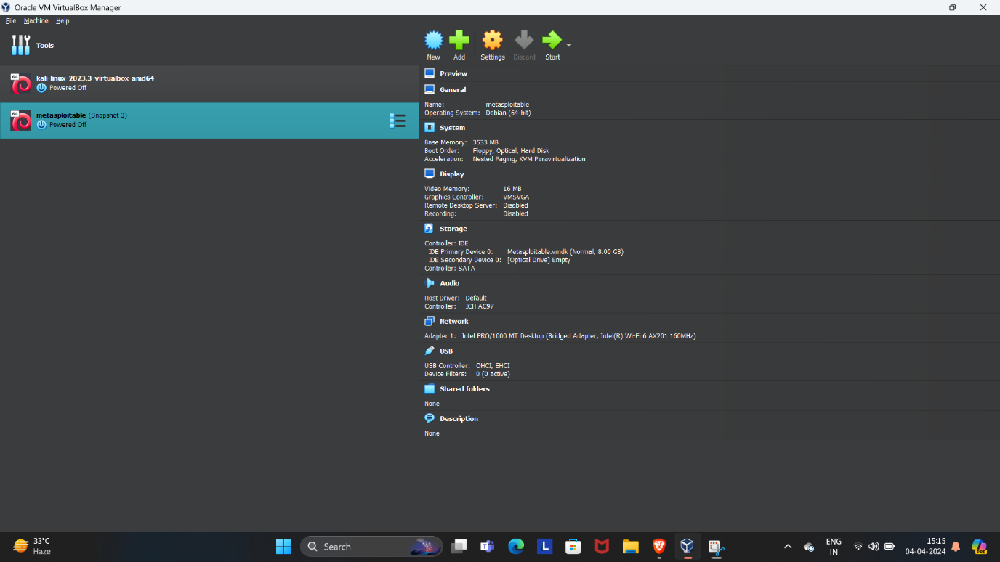 Oracle VM VirtualBox Manager
File Machine Help
Tools
New Add Settings Discard Start
64 kali-linux-2023.3-virtualbox-amd64
Powered Off
64 metasploitable (Snapshot 3)
Powered Off
Preview
General
Name: metasploitable
Operating System: Debian (64-bit)
System
Base Memory: 3533 MB
Boot Order: Floppy, Optical, Hard Disk
Acceleration: Nested Paging, KVM Paravirtualization
Display
Video Memory: 16 MB
Graphics Controller: VMSVGA
Remote Desktop Server: Disabled
Recording: Disabled
Storage
Controller: IDE
IDE Primary Device 0: Metasploitable.vmdk (Normal, 8.00 GB)
IDE Secondary Device 0: [Optical Drive] Empty
Controller: SATA
Audio
Host Driver: Default
Controller: ICH AC97
Network
Adapter 1: Intel PRO/1000 MT Desktop (Bridged Adapter, Intel(R) Wi-Fi 6 AX201 160MHz)
USB
USB Controller: OHCI, EHCI
Device Filters: 0 (0 active)
Shared folders
None
Description
None
33°C
Haze
Search
L
ENG
IN
15:15
04-04-2024
PRE